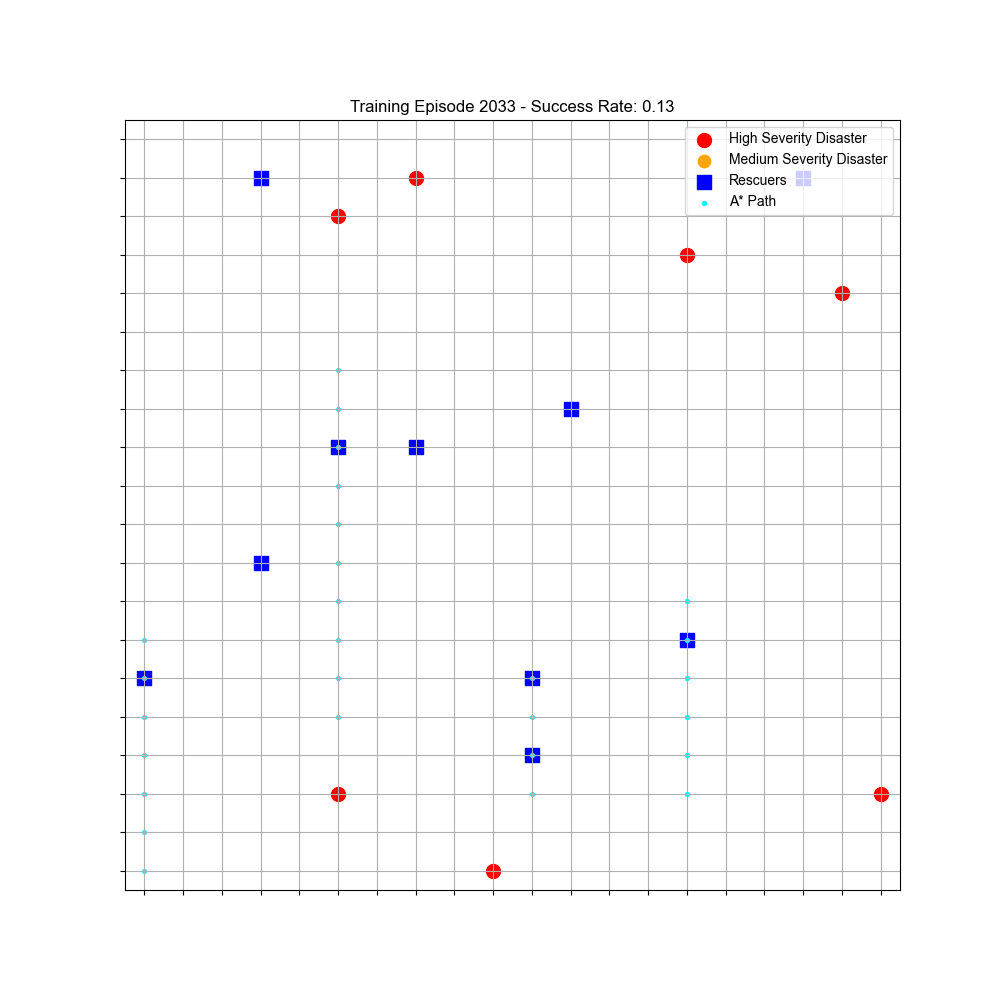 Training Episode 2033 - Success Rate: 0.13
High Severity Disaster
Medium Severity Disaster
Rescuers
A* Path